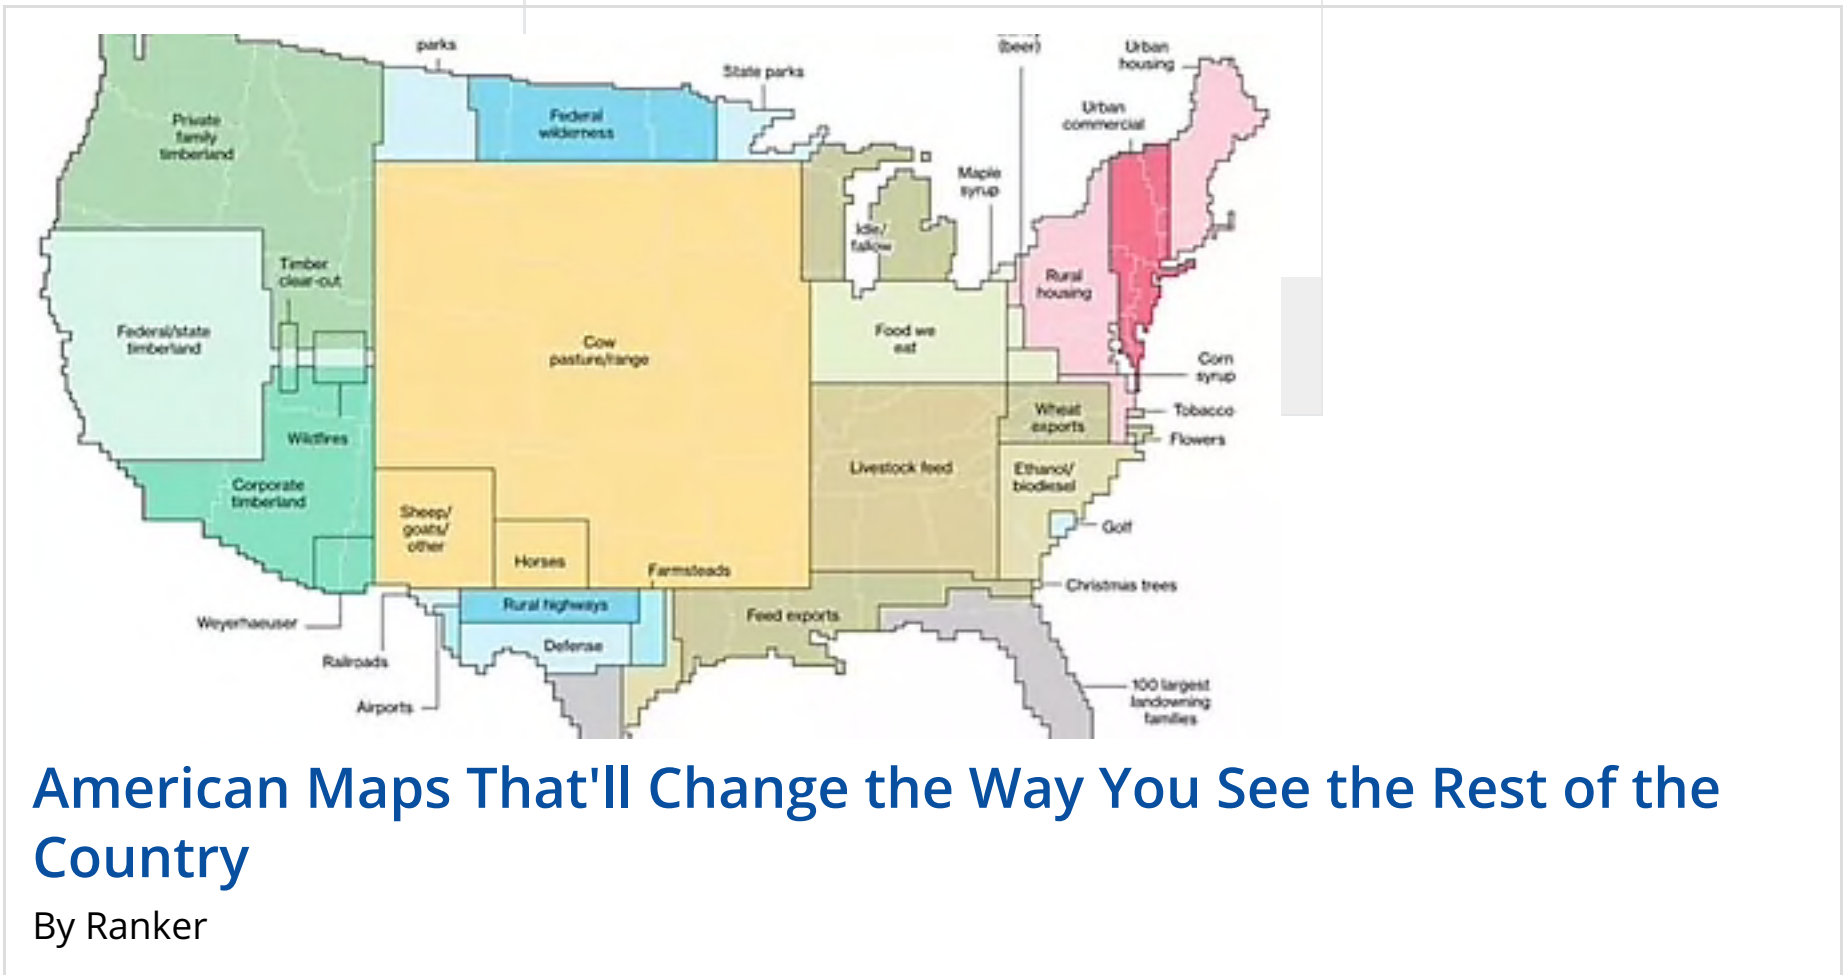 parks
(beer)
Urban
housing
State parks
Urban
commercial
Private
family
timberland
Federal
wilderness
Maple
syrup
Idle/
fallow
Timber
clear-cut
Rural
housing
Federal/state
timberland
Cow
pasture/range
Food we
eat
Corn
syrup
Wheat
exports
Tobacco
Flowers
Wildfires
Livestock feed
Ethanol/
biodiesel
Corporate
timberland
Sheep/
goats/
other
Golf
Horses
Farmsteads
Christmas trees
Rural highways
Feed exports
Weyerhaeuser
Defense
Railroads
100 largest
landowning
families
Airports
American Maps That'll Change the Way You See the Rest of the
Country
By Ranker